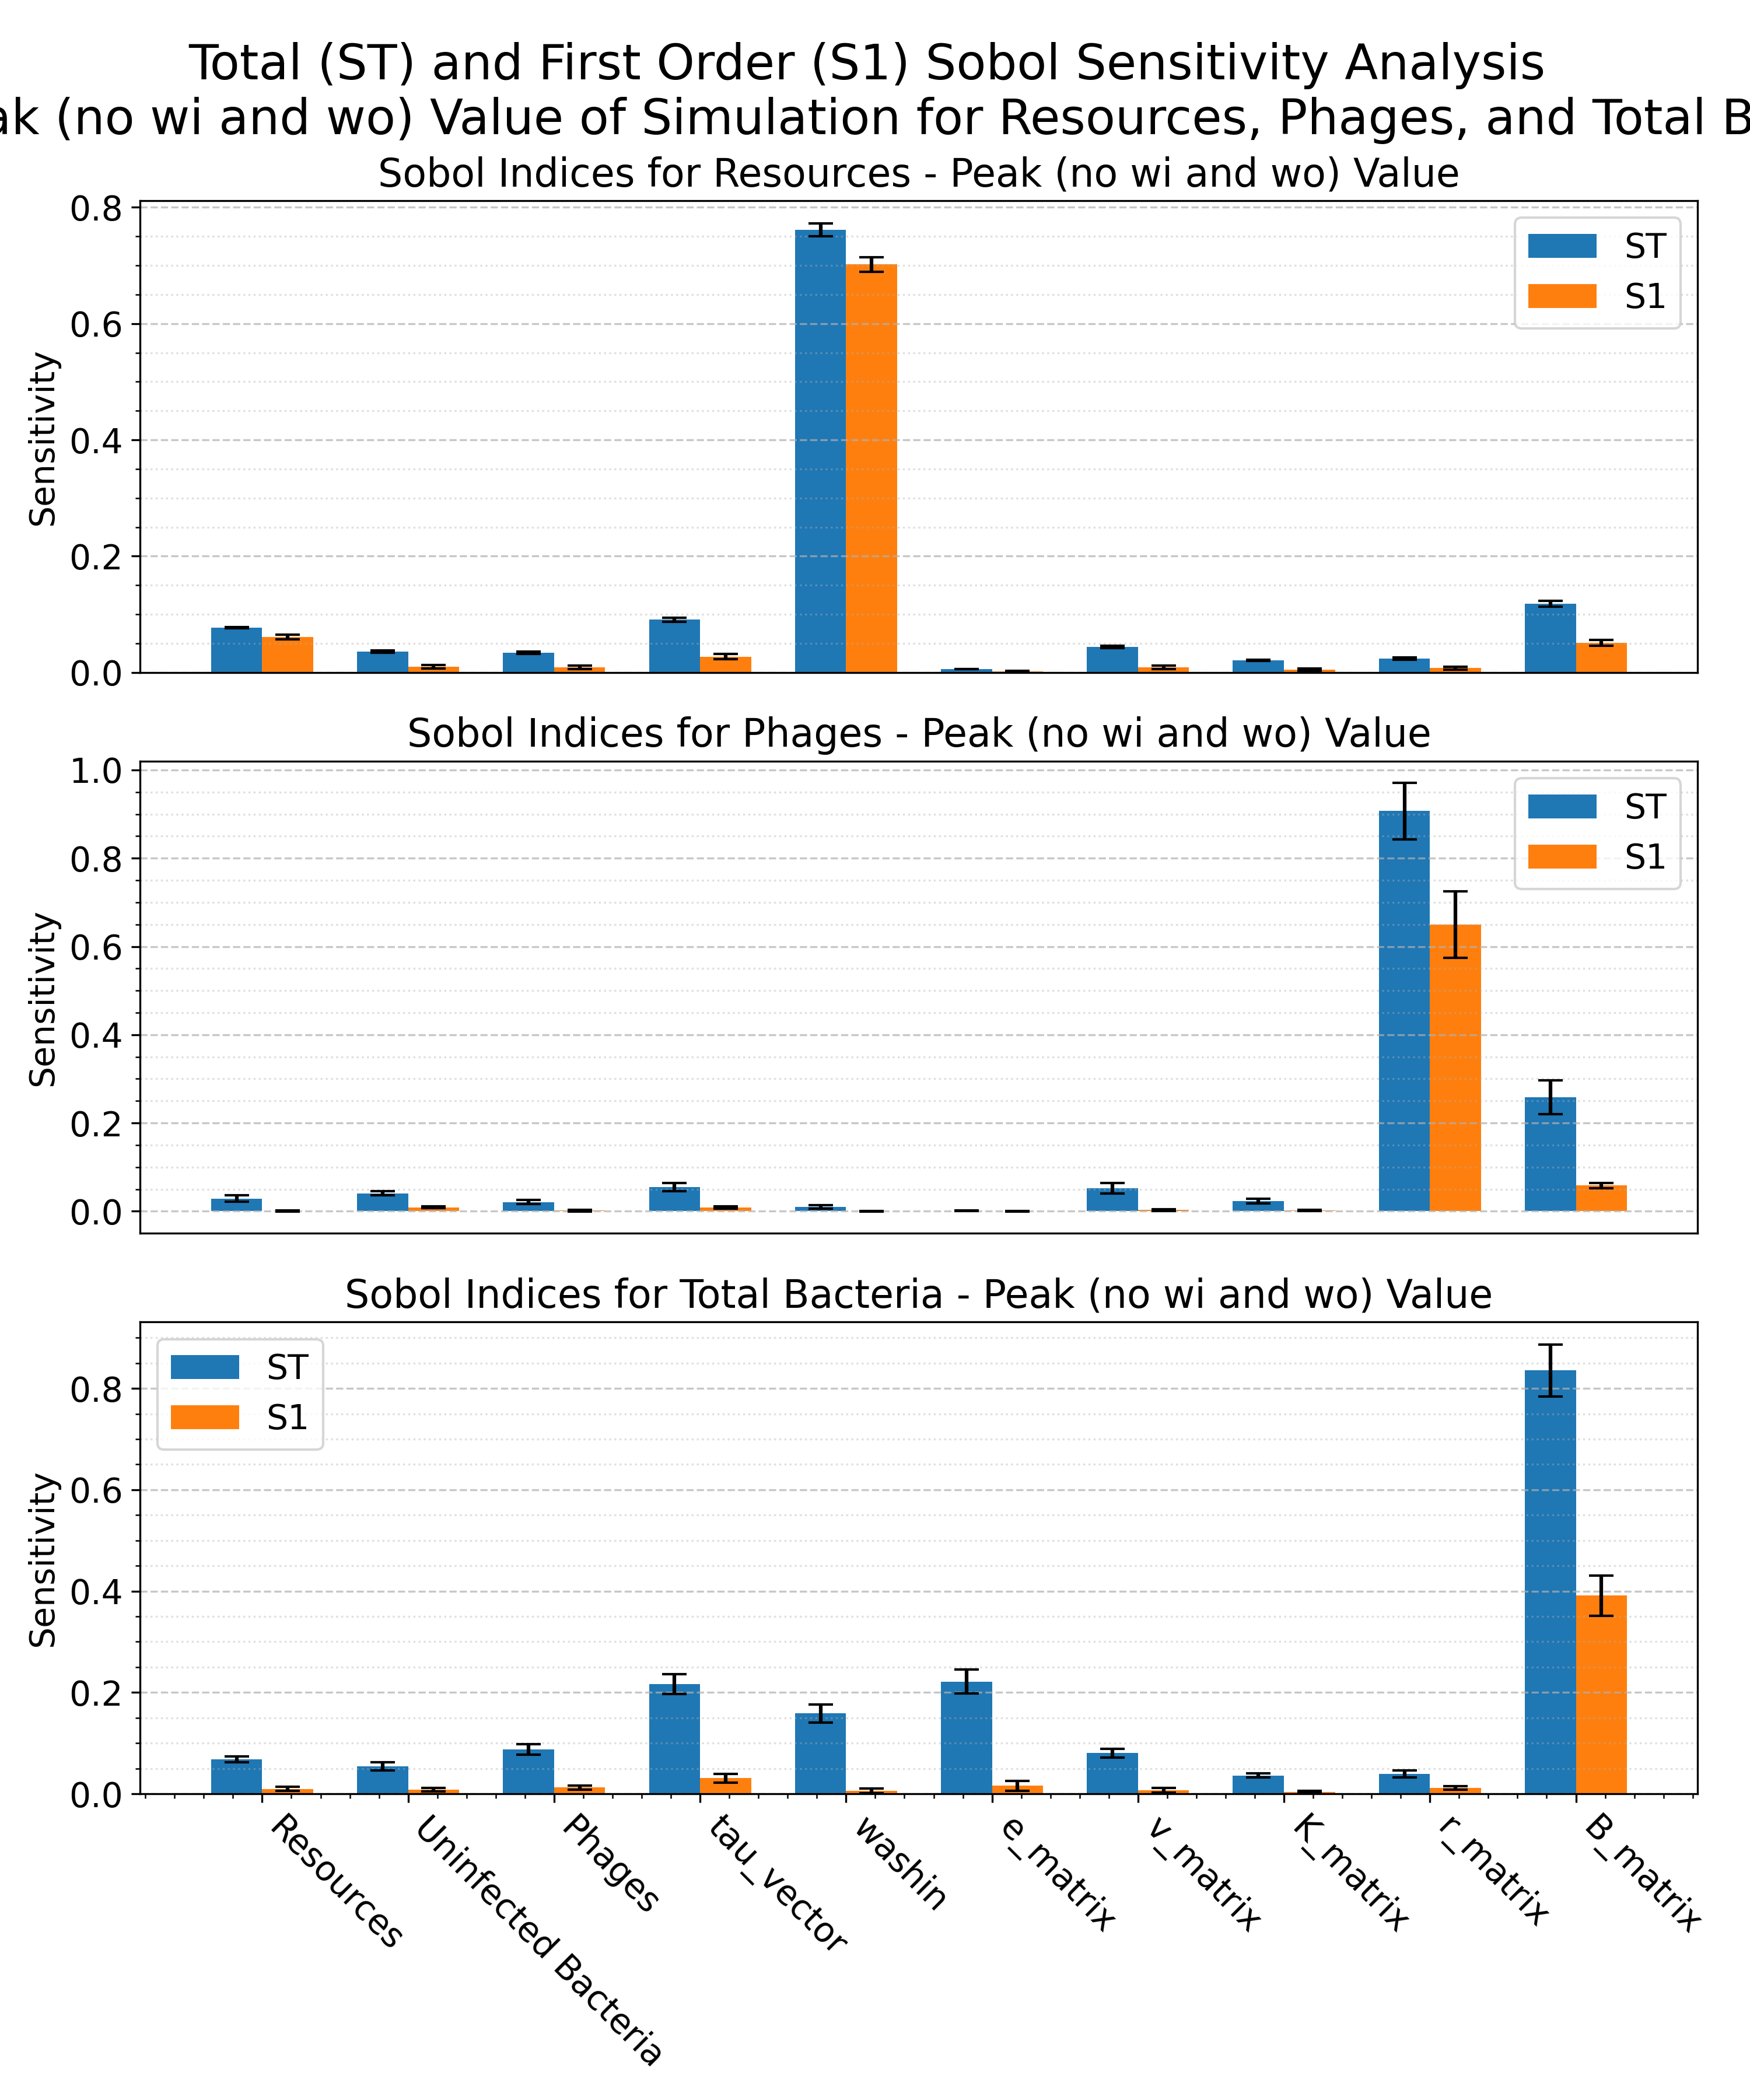 Total (ST) and First Order (S1) Sobol Sensitivity Analysis
(no wi and wo) Value of Simulation for Resources, Phages, and Total
Sobol Indices for Resources - Peak (no wi and wo) Value
0.8
0.6
0.4
0.2
0.0
Sensitivity
ST
S1
Sobol Indices for Phages - Peak (no wi and wo) Value
1.0
0.8
0.6
0.4
0.2
0.0
Sensitivity
ST
S1
Sobol Indices for Total Bacteria - Peak (no wi and wo) Value
0.8
0.6
0.4
0.2
0.0
Sensitivity
ST
S1
Resources
Uninfected Bacteria
Phages
tau_vector
washin
e_matrix
v_matrix
K_matrix
r_matrix
B_matrix